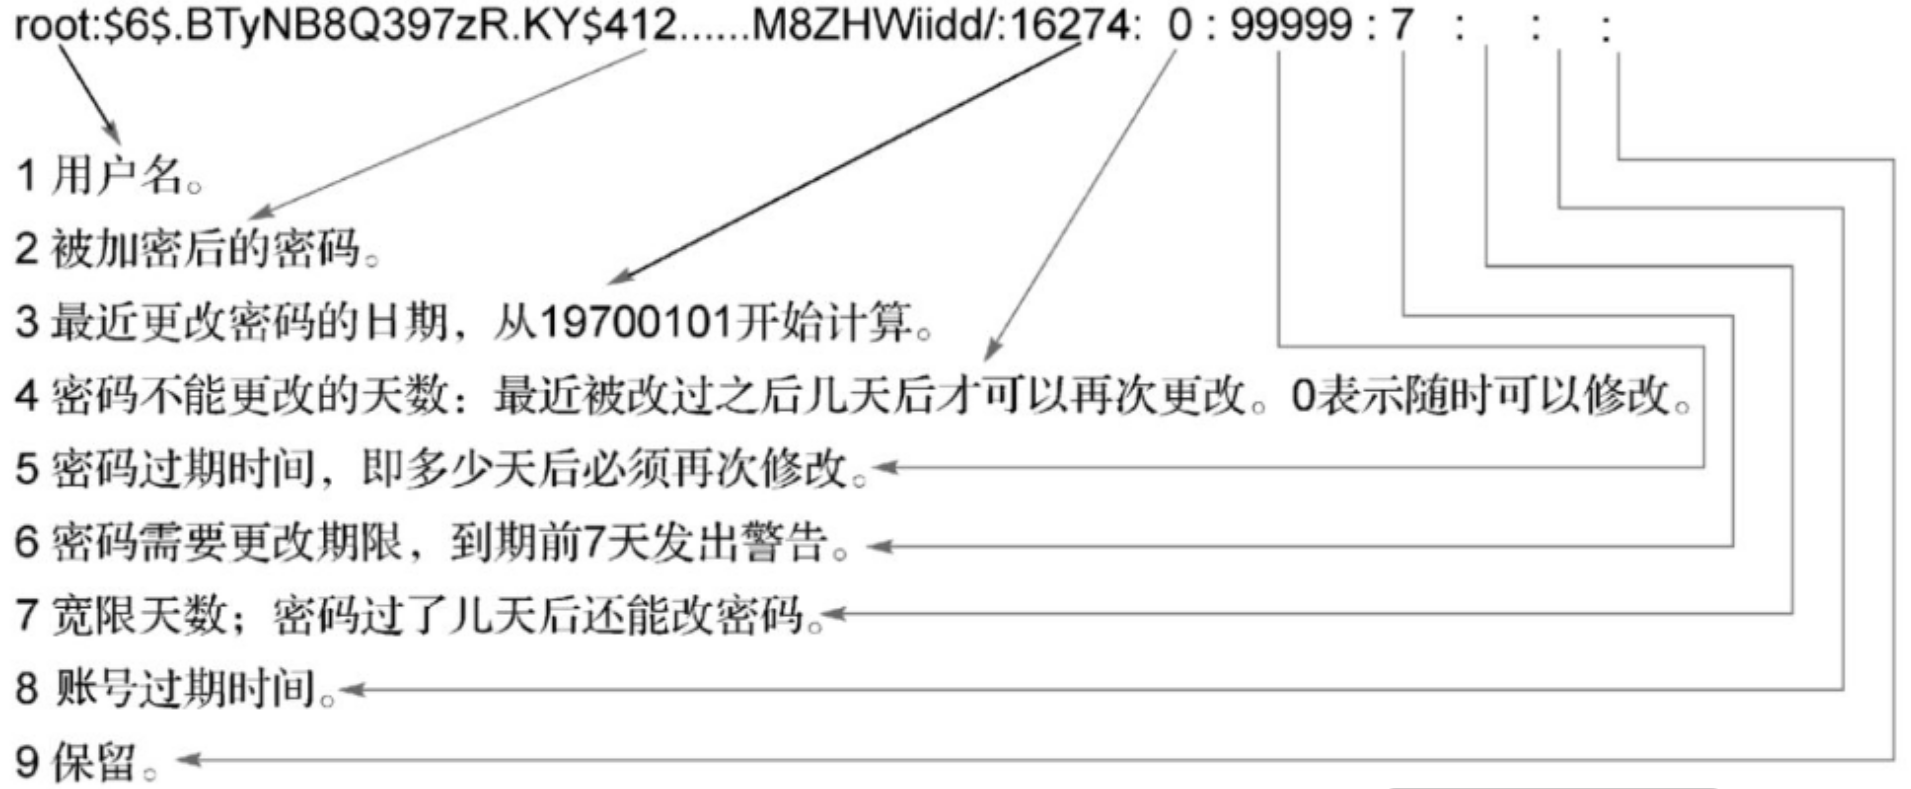 root:$6$.BTyNB8Q397zR.KY$412......M8ZHWiidd/:16274: 0 : 99999 : 7 : : :
1 用户名。
2 被加密后的密码。
3 最近更改密码的日期，从19700101开始计算。
4 密码不能更改的天数：最近被改过之后几天后才可以再次更改。0表示随时可以修改。
5 密码过期时间，即多少天后必须再次修改。
6 密码需要更改期限，到期前7天发出警告。
7 宽限天数；密码过了几天后还能改密码。
8 账号过期时间。
9 保留。